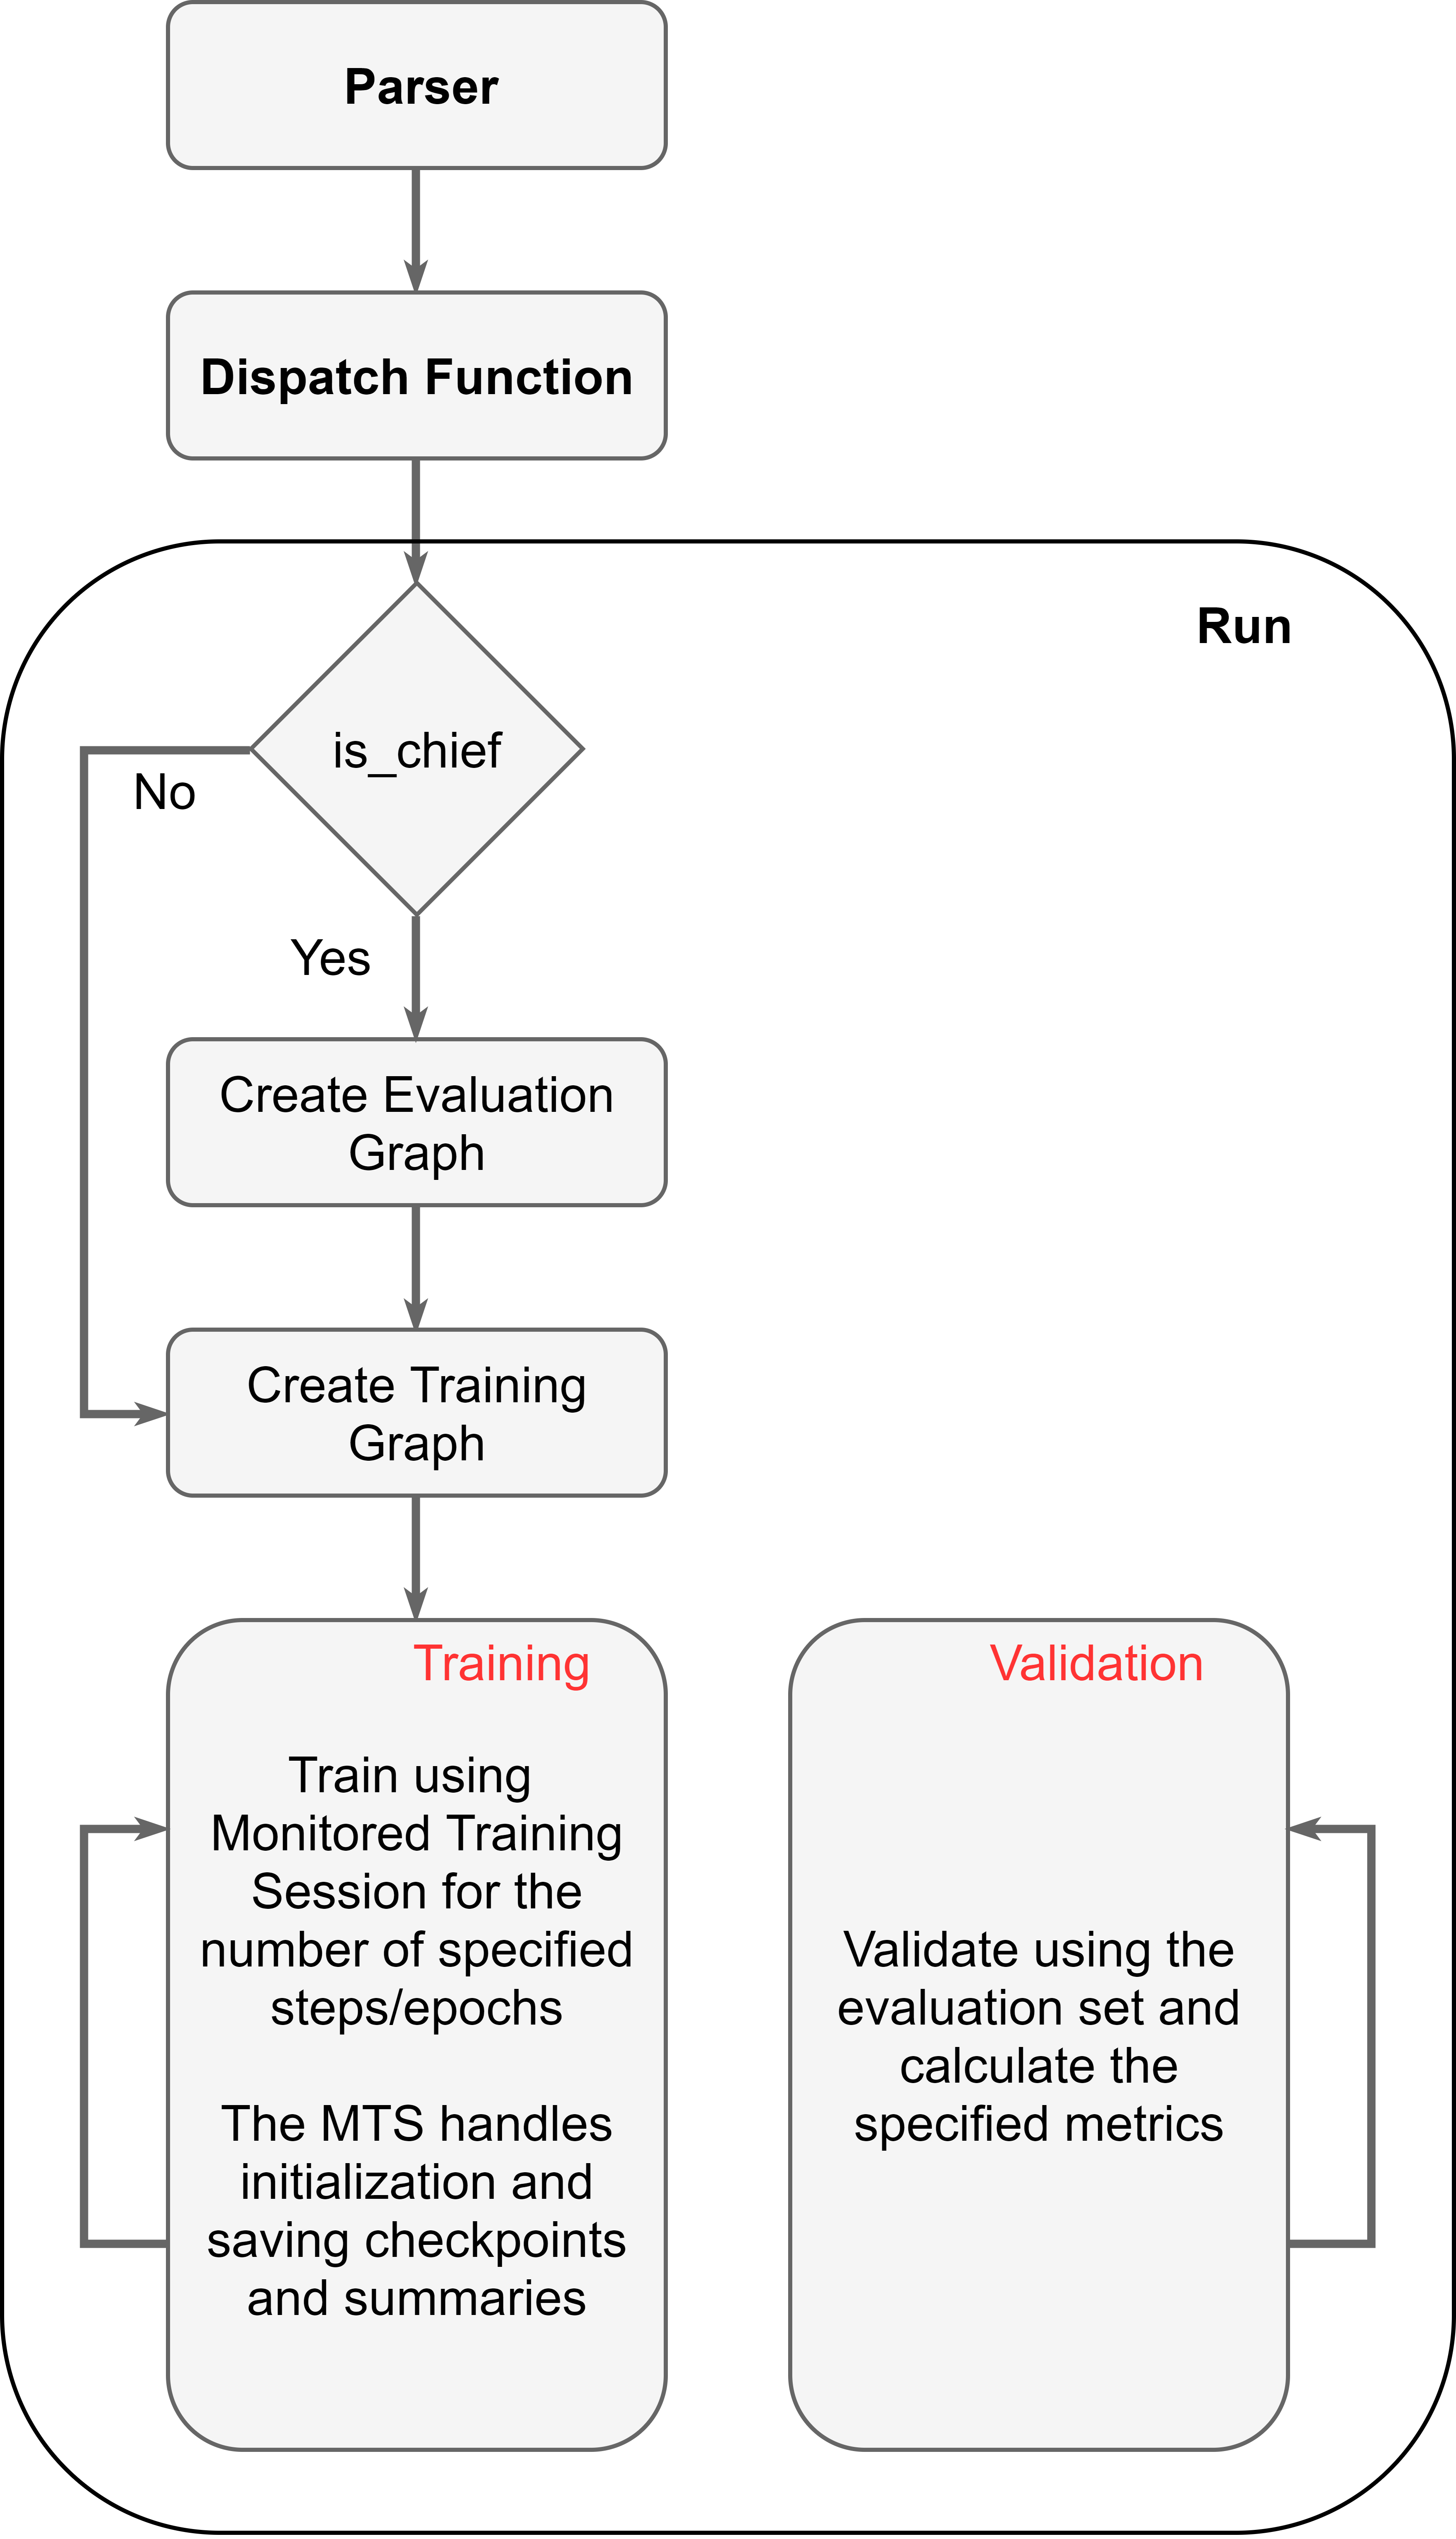 Parser
Dispatch Function
Run
is_chief
No
Yes
Create Evaluation
Graph
Create Training
Graph
Training
Train using
Monitored Training
Session for the
number of specified
steps/epochs
The MTS handles
initialization and
saving checkpoints
and summaries
Validation
Validate using the
evaluation set and
calculate the
specified metrics